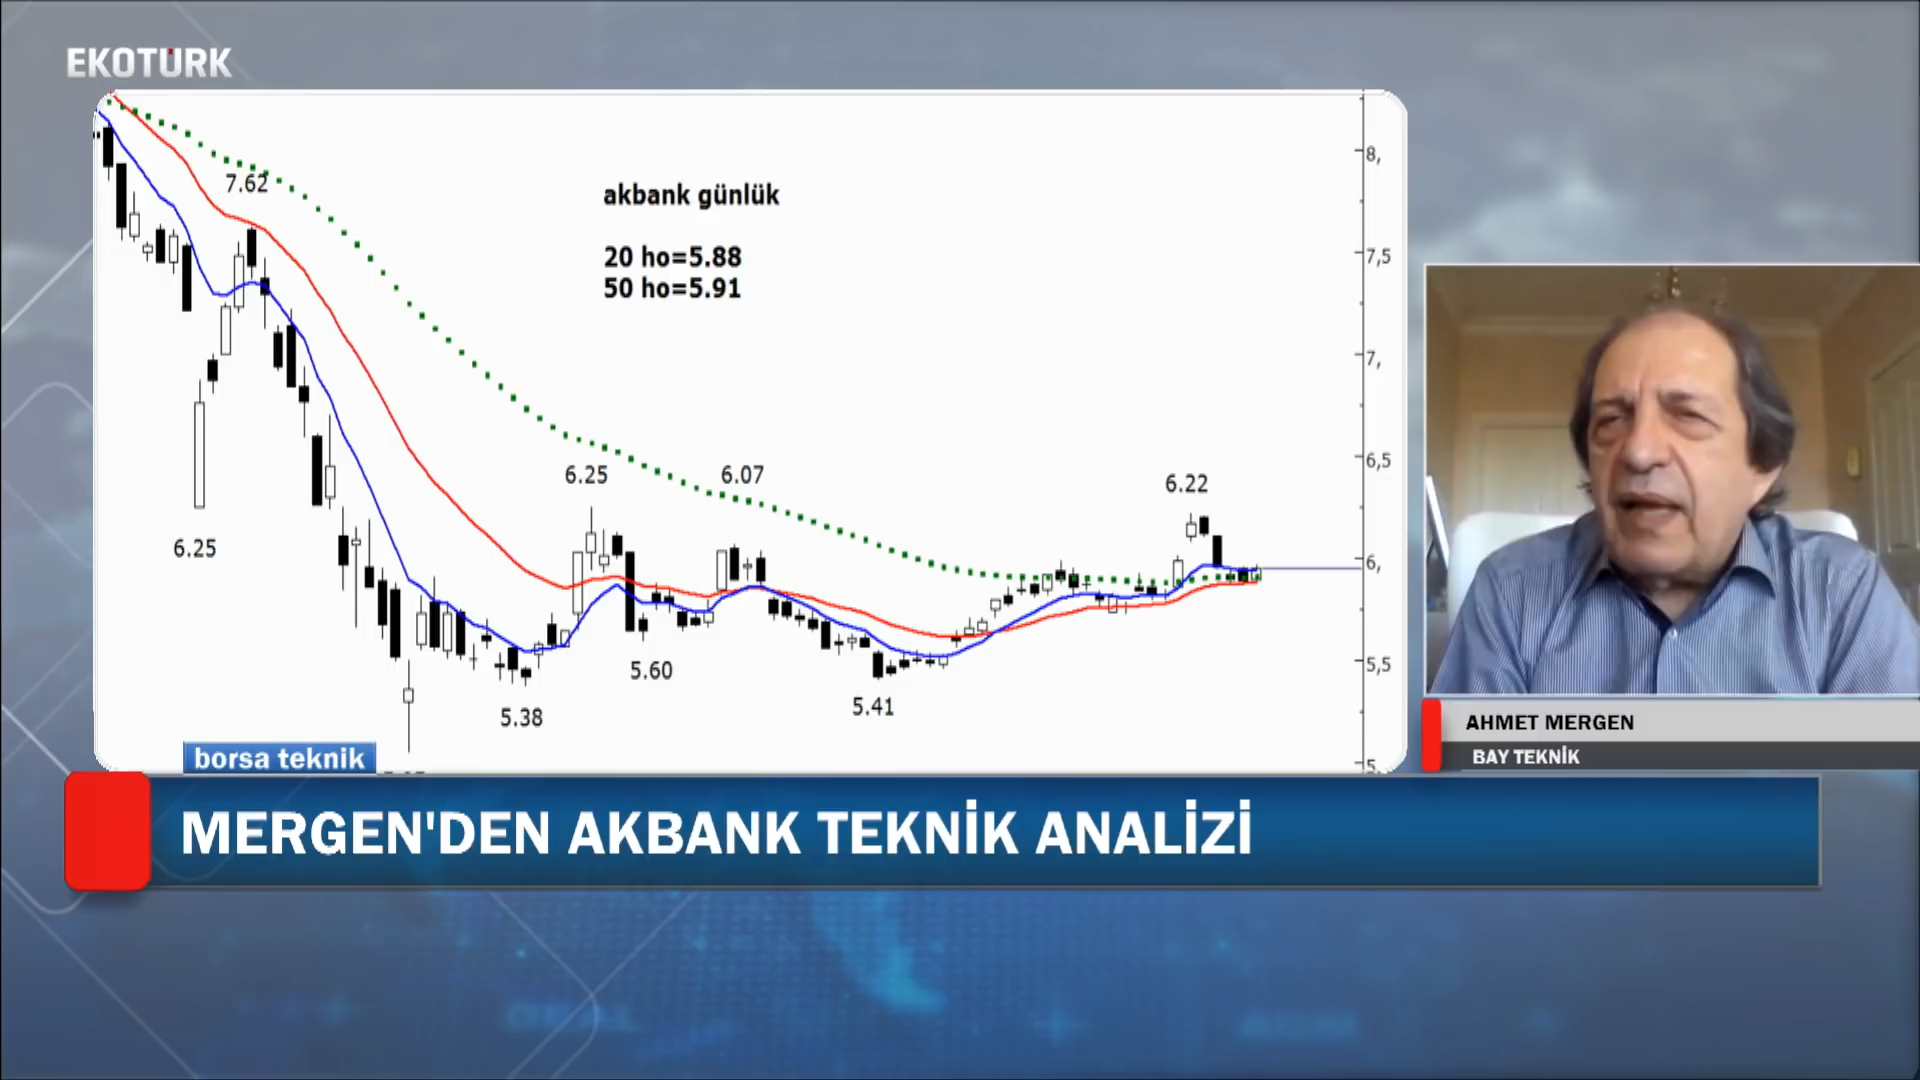 EKOTÜRK
8,
7.62
akbank günlük
7,5
20 ho=5.88
50 ho=5.91
7,
6,5
6.25
6.07
6.22
6.25
6,
5.60
5,5
5.41
5.38
5,
borsa teknik
AHMET MERGEN
BAY TEKNİK
MERGEN'DEN AKBANK TEKNİK ANALİZİ